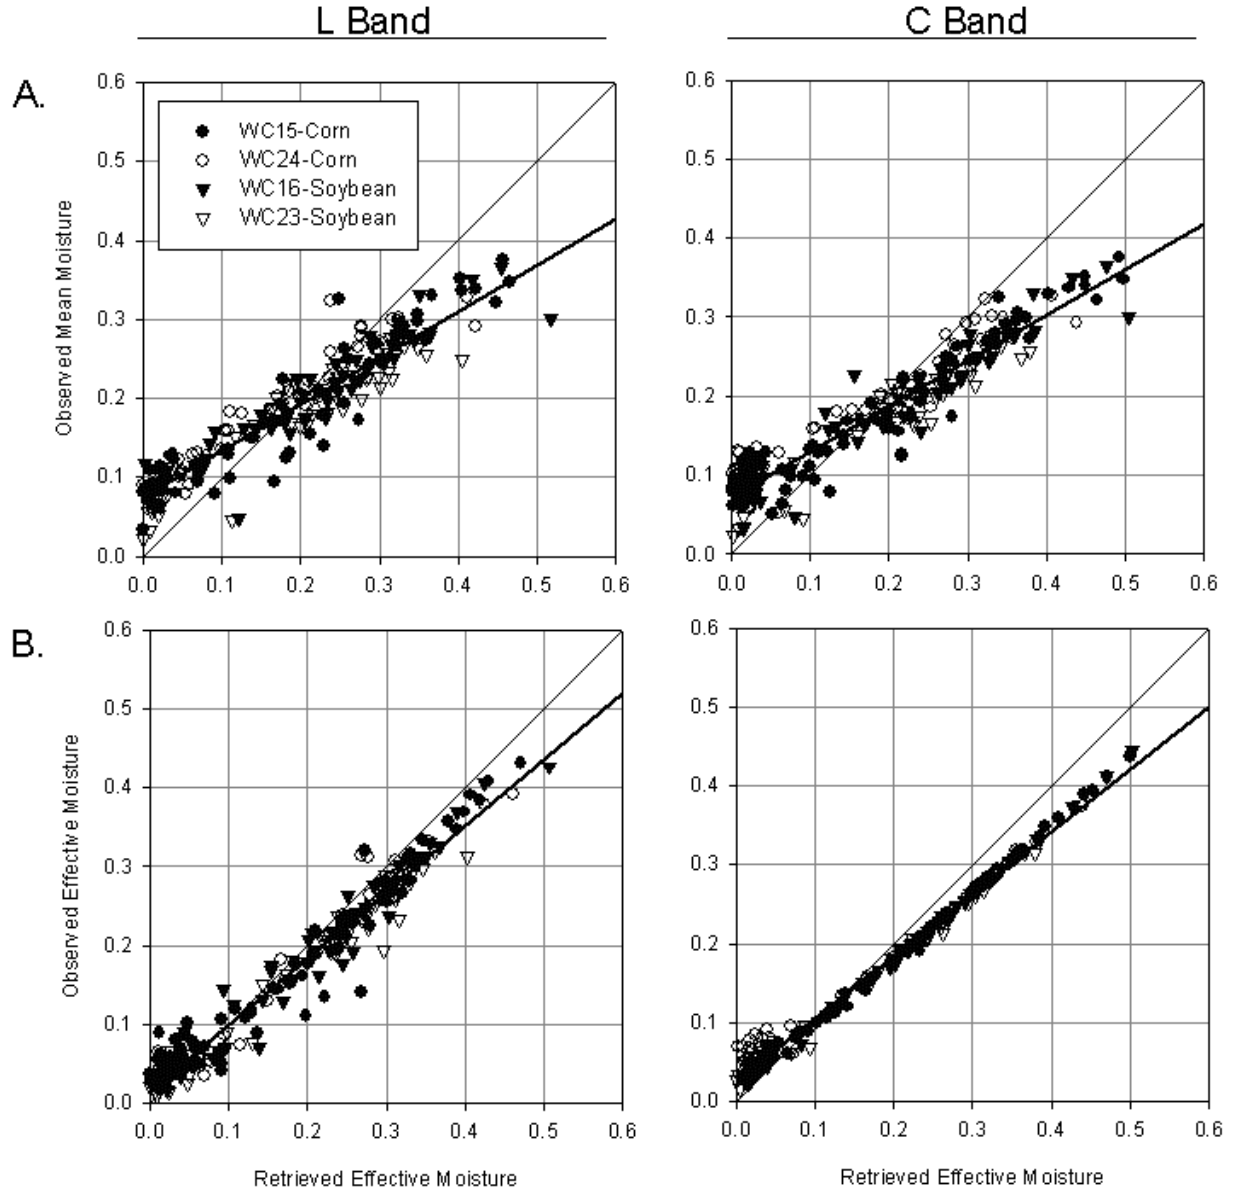 L Band
C Band
A.
0.6
0.5
0.4
0.3
0.2
0.1
0.0
Observed Mean Moisture
WC15-Corn
WC24-Corn
WC16-Soybean
WC23-Soybean
0.0 0.1 0.2 0.3 0.4 0.5 0.6
0.6
0.5
0.4
0.3
0.2
0.1
0.0
0.0 0.1 0.2 0.3 0.4 0.5 0.6
B.
0.6
0.5
0.4
0.3
0.2
0.1
0.0
Observed Effective Moisture
0.0 0.1 0.2 0.3 0.4 0.5 0.6
Retrieved Effective Moisture
0.6
0.5
0.4
0.3
0.2
0.1
0.0
0.0 0.1 0.2 0.3 0.4 0.5 0.6
Retrieved Effective Moisture